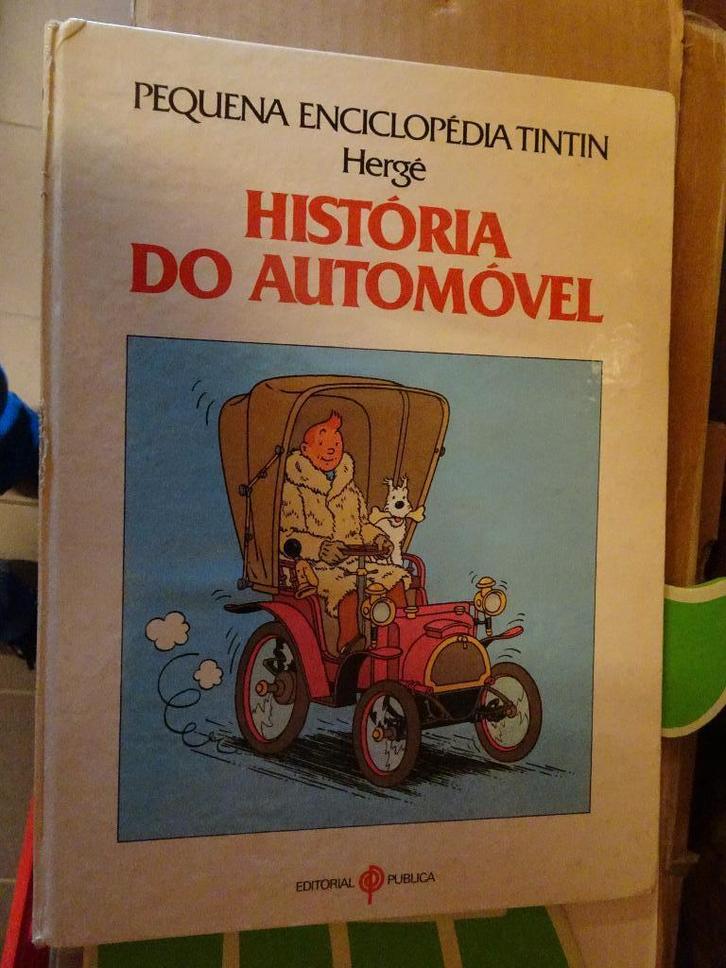 PEQUENA ENCICLOPÉDIA TINTIN
Hergé
HISTÓRIA
DO AUTOMÓVEL
EDITORIAL PUBLICA